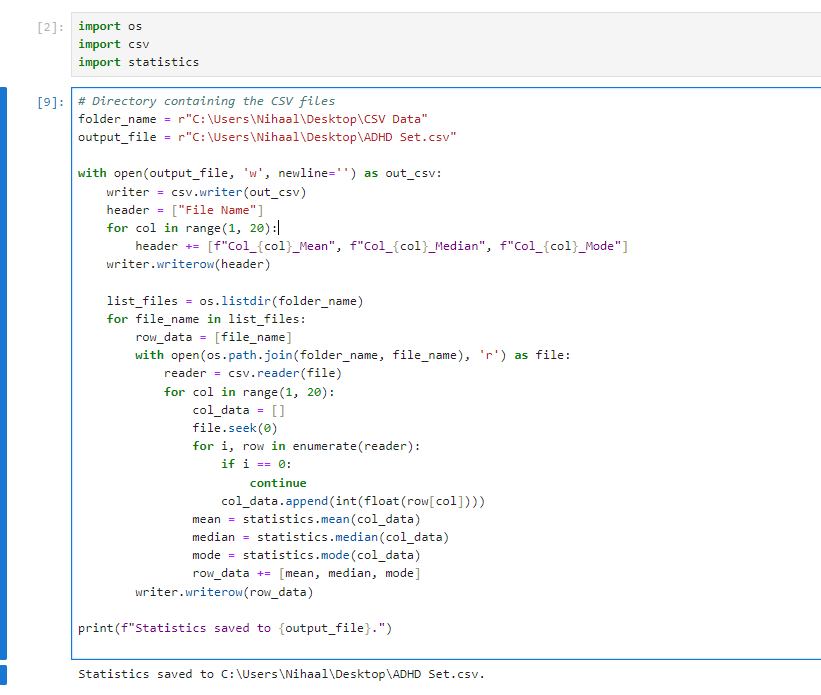 [2]: import os
import csv
import statistics
[9]: # Directory containing the CSV files
folder_name = r"C:\Users\Nihaal\Desktop\CSV Data"
output_file = r"C:\Users\Nihaal\Desktop\ADHD Set.csv"

with open(output_file, 'w', newline='') as out_csv:
    writer = csv.writer(out_csv)
    header = ["File Name"]
    for col in range(1, 20):
        header += [f"Col_{col}_Mean", f"Col_{col}_Median", f"Col_{col}_Mode"]
    writer.writerow(header)

    list_files = os.listdir(folder_name)
    for file_name in list_files:
        row_data = [file_name]
        with open(os.path.join(folder_name, file_name), 'r') as file:
            reader = csv.reader(file)
            for col in range(1, 20):
                col_data = []
                file.seek(0)
                for i, row in enumerate(reader):
                    if i == 0:
                        continue
                    col_data.append(int(float(row[col])))
                mean = statistics.mean(col_data)
                median = statistics.median(col_data)
                mode = statistics.mode(col_data)
                row_data += [mean, median, mode]
        writer.writerow(row_data)

print(f"Statistics saved to {output_file}.")
Statistics saved to C:\Users\Nihaal\Desktop\ADHD Set.csv.